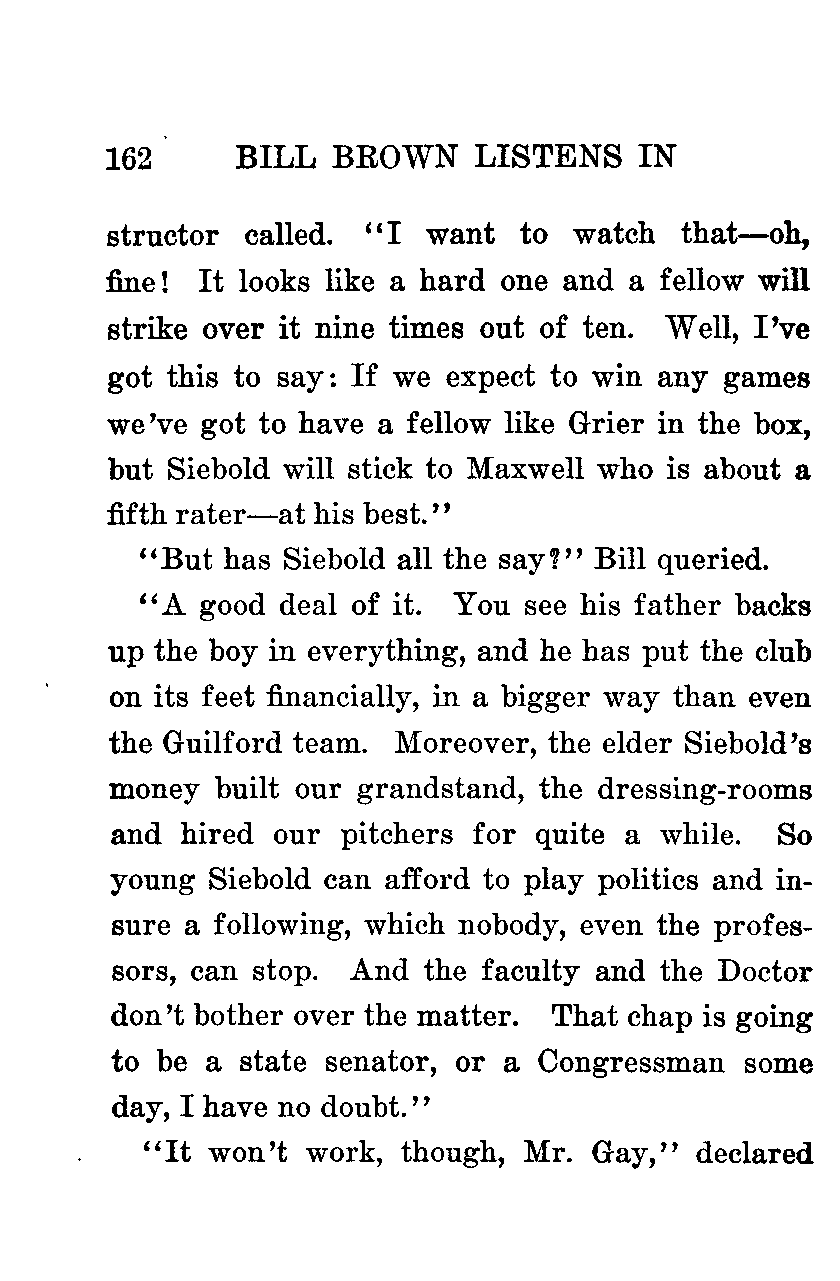 162 BILL BROWN LISTENS IN
structor called. "I want to watch that—oh,
fine! It looks like a hard one and a fellow will
strike over it nine times out of ten. Well, I've
got this to say: If we expect to win any games
we've got to have a fellow like Grier in the box,
but Siebold will stick to Maxwell who is about a
fifth rater—at his best."
"But has Siebold all the say?" Bill queried.
"A good deal of it. You see his father backs
up the boy in everything, and he has put the club
on its feet financially, in a bigger way than even
the Guilford team. Moreover, the elder Siebold's
money built our grandstand, the dressing-rooms
and hired our pitchers for quite a while. So
young Siebold can afford to play politics and in-
sure a following, which nobody, even the profes-
sors, can stop. And the faculty and the Doctor
don't bother over the matter. That chap is going
to be a state senator, or a Congressman some
day, I have no doubt."
"It won't work, though, Mr. Gay," declared